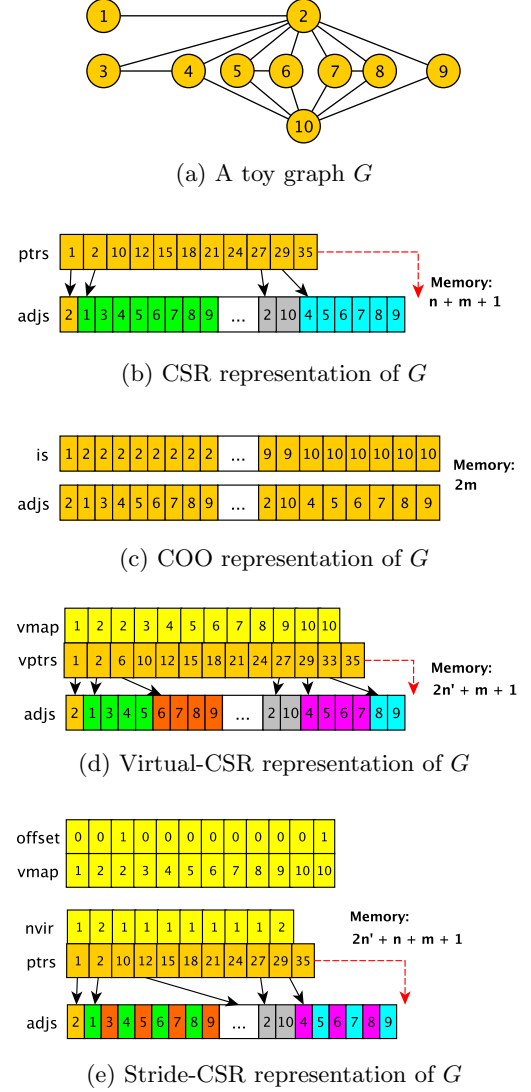 1 2
3 4 5 6 7 8 9
10
(a) A toy graph G
ptrs 1 2 10 12 15 18 21 24 27 29 35
Memory:
n + m + 1
adjs 2 1 3 4 5 6 7 8 9 ... 2 10 4 5 6 7 8 9
(b) CSR representation of G
is 1 2 2 2 2 2 2 2 2 ... 9 9 10 10 10 10 10 10
Memory:
2m
adjs 2 1 3 4 5 6 7 8 9 ... 2 10 4 5 6 7 8 9
(c) COO representation of G
vmap 1 2 2 3 4 5 6 7 8 9 10 10
vptrs 1 2 6 10 12 15 18 21 24 27 29 33 35
Memory:
2n' + m + 1
adjs 2 1 3 4 5 6 7 8 9 ... 2 10 4 5 6 7 8 9
(d) Virtual-CSR representation of G
offset 0 0 1 0 0 0 0 0 0 0 0 1
vmap 1 2 2 3 4 5 6 7 8 9 10 10
nvir 1 2 1 1 1 1 1 1 1 2
Memory:
2n' + n + m + 1
ptrs 1 2 10 12 15 18 21 24 27 29 35
adjs 2 1 3 4 5 6 7 8 9 ... 2 10 4 5 6 7 8 9
(e) Stride-CSR representation of G